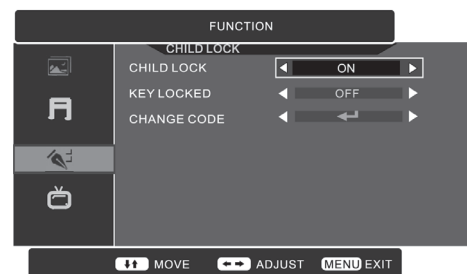 FUNCTION
CHILD LOCK
CHILD LOCK ON
KEY LOCKED OFF
CHANGE CODE
MOVE ADJUST MENU EXIT